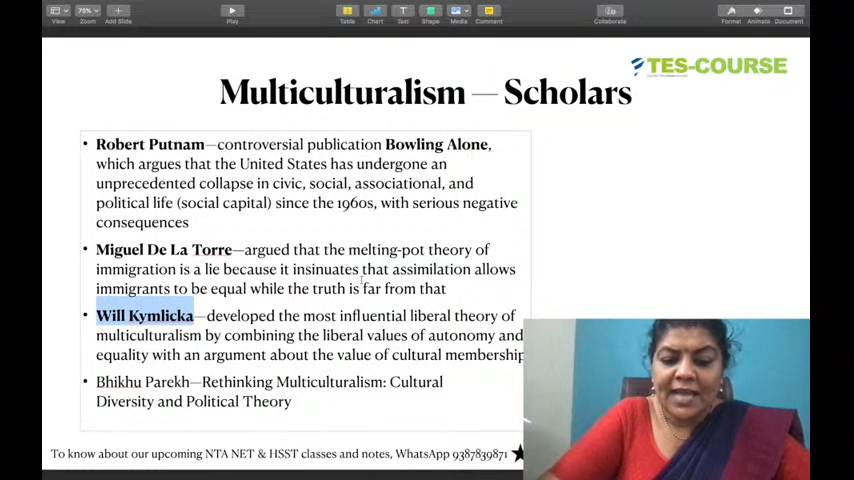 View
75%
Zoom
Add Slide
Play
Table
Chart
Text
Shape
Media
Comment
Collaborate
Format
Animate
Document
TES-COURSE
Multiculturalism — Scholars
• Robert Putnam—controversial publication Bowling Alone,
which argues that the United States has undergone an
unprecedented collapse in civic, social, associational, and
political life (social capital) since the 1960s, with serious negative
consequences
• Miguel De La Torre—argued that the melting-pot theory of
immigration is a lie because it insinuates that assimilation allows
immigrants to be equal while the truth is far from that
• Will Kymlicka—developed the most influential liberal theory of
multiculturalism by combining the liberal values of autonomy and
equality with an argument about the value of cultural membership
• Bhikhu Parekh—Rethinking Multiculturalism: Cultural
Diversity and Political Theory
To know about our upcoming NTA NET & HSST classes and notes, WhatsApp 9387839871